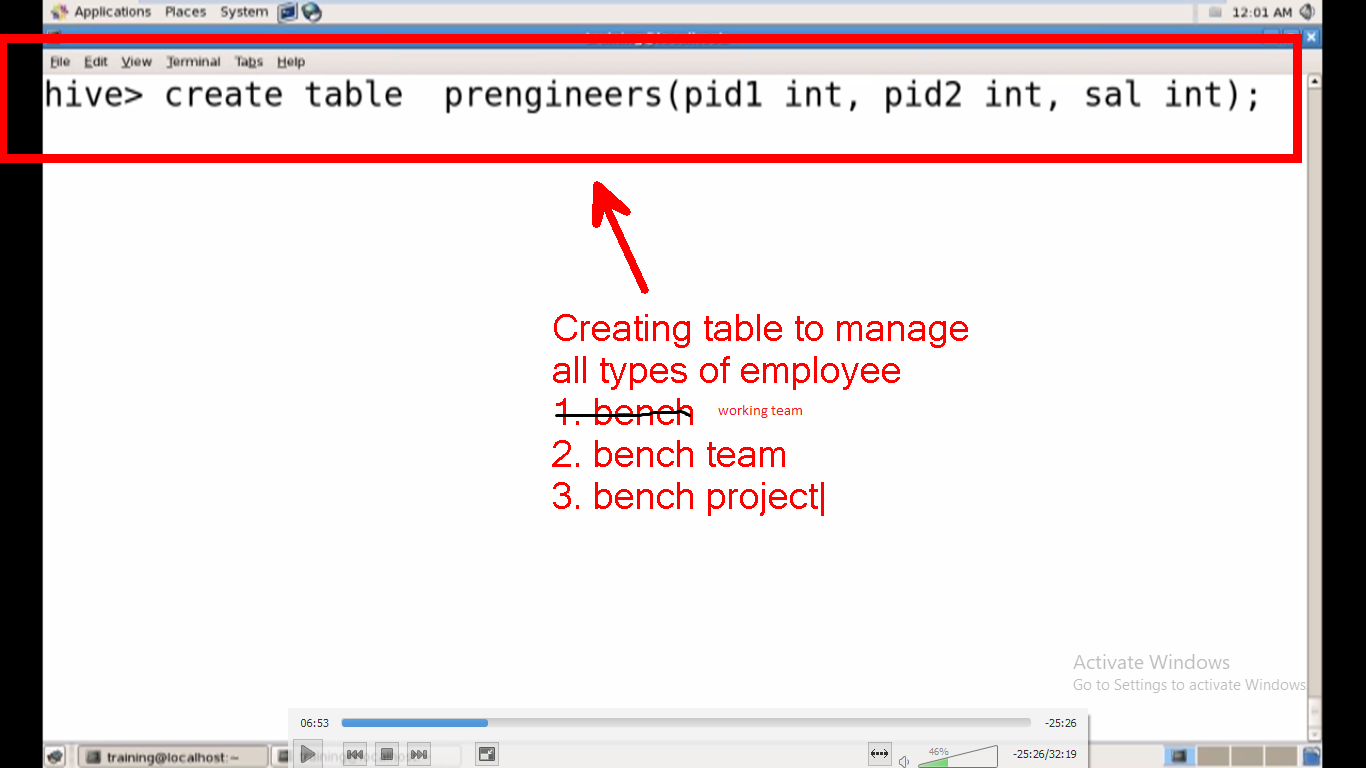 Applications Places System 12:01 AM
File Edit View Terminal Tabs Help
hive> create table prengineers(pid1 int, pid2 int, sal int);
Creating table to manage
all types of employee
1. bench working team
2. bench team
3. bench project
Activate Windows
Go to Settings to activate Windows
06:53 -25:26
46% -25:26/32:19
training@localhost:~